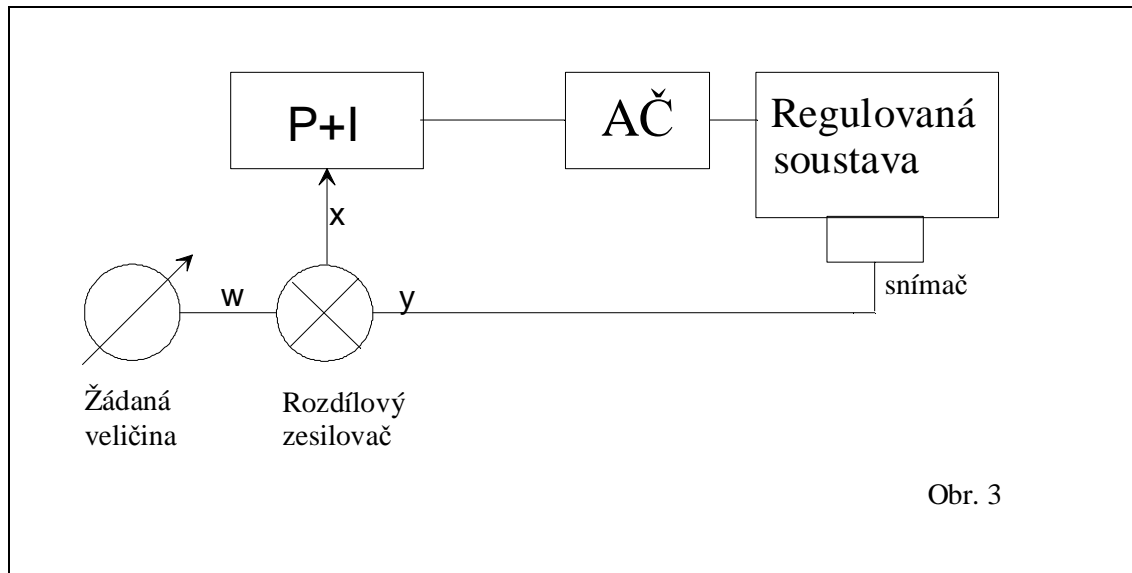 P+I
AČ
Regulovaná
soustava
x
w
y
snímač
Žádaná
veličina
Rozdílový
zesilovač
Obr. 3